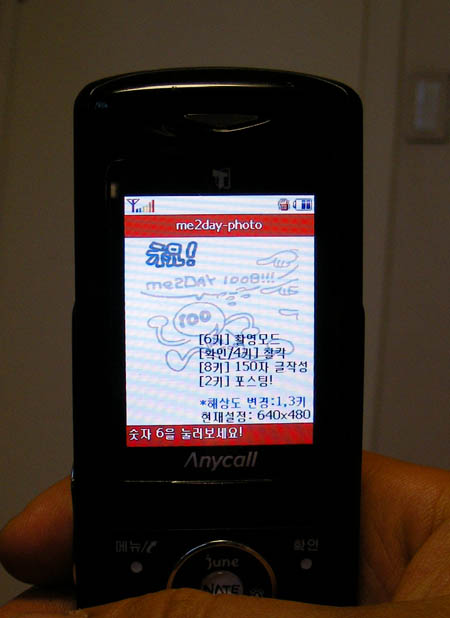 me2day-photo
祝!
me2DAY 100日!!!
100
[6키] 촬영모드
[확인/4키] 찰칵
[8키] 150자 글작성
[2키] 포스팅!
*해상도 변경:1,3키
현재설정: 640x480
숫자 6을 눌러보세요!
Anycall
메뉴/ 확인
june
NATE